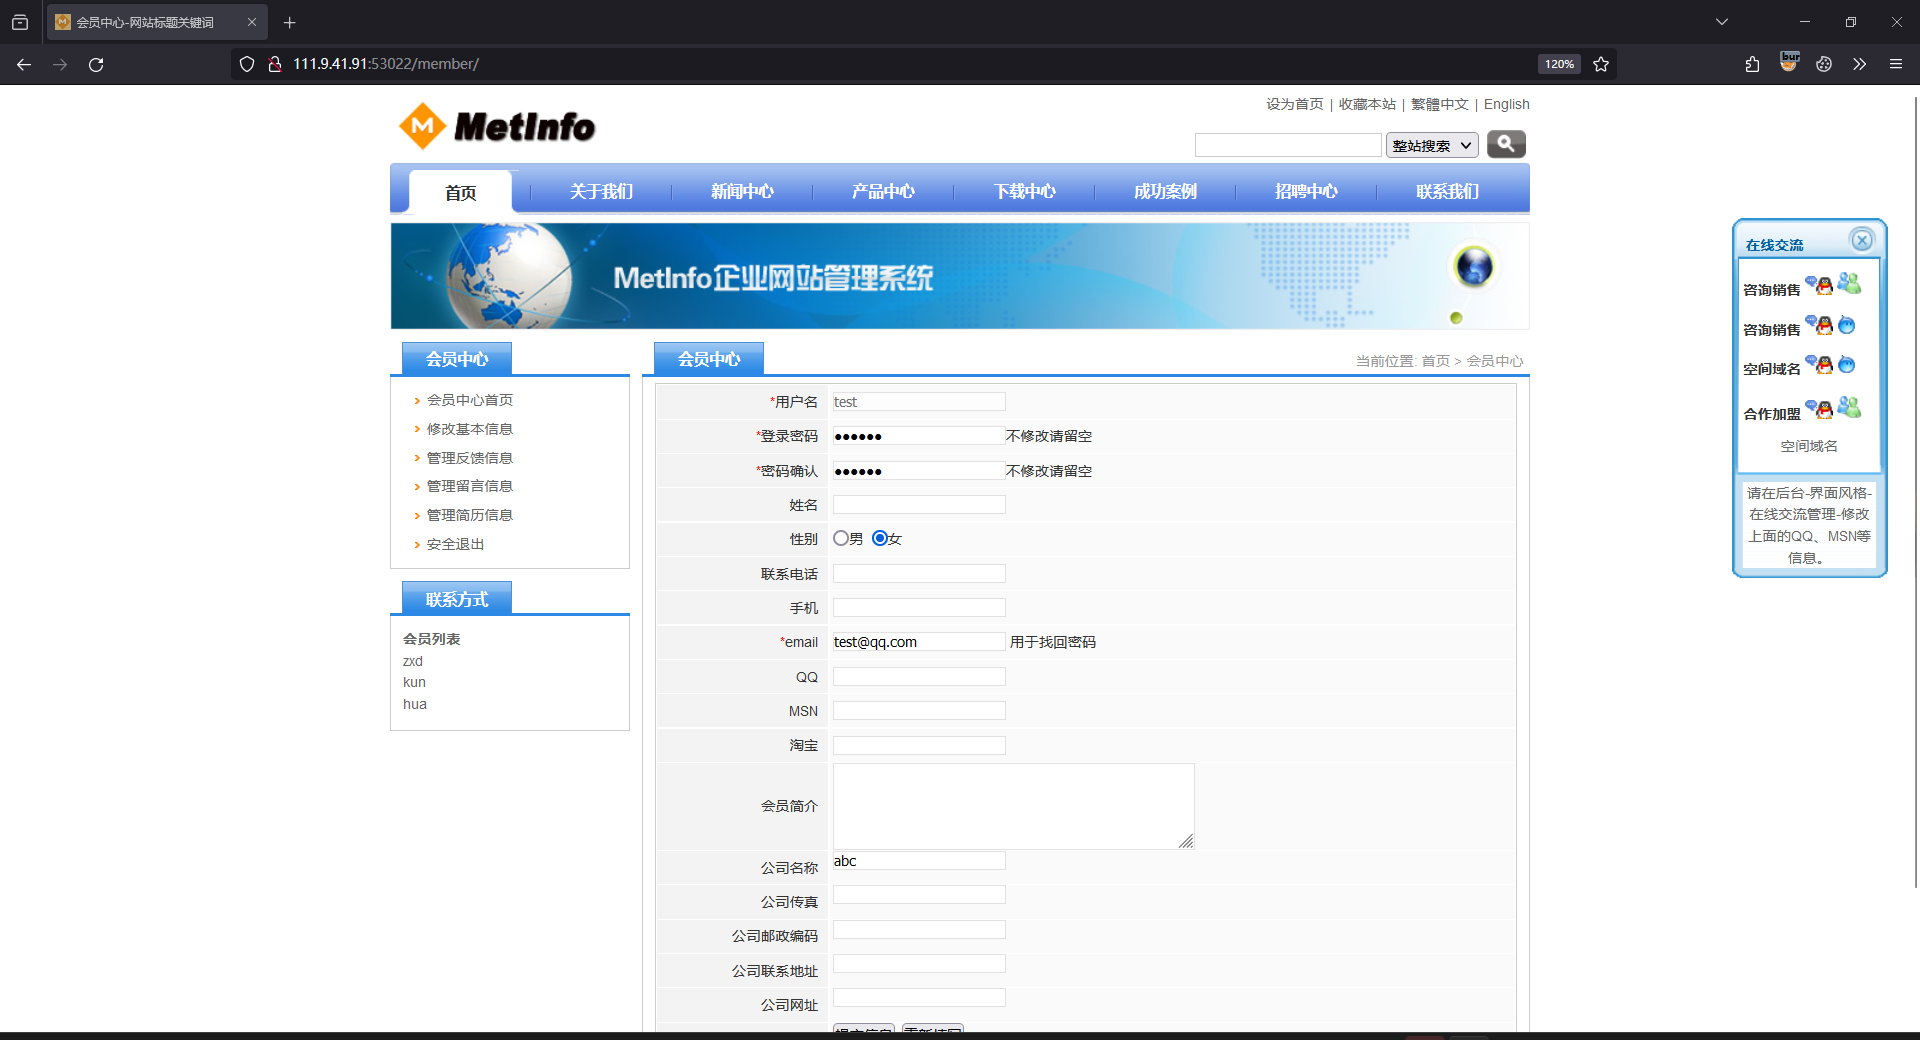 会员中心-网站标题关键词
111.9.41.91:53022/member/
120%
MetInfo
设为首页 | 收藏本站 | 繁體中文 | English
整站搜索
首页
关于我们
新闻中心
产品中心
下载中心
成功案例
招聘中心
联系我们
MetInfo企业网站管理系统
会员中心
会员中心首页
修改基本信息
管理反馈信息
管理留言信息
管理简历信息
安全退出
联系方式
会员列表
zxd
kun
hua
会员中心
当前位置: 首页 > 会员中心
*用户名 test
*登录密码 ●●●●●● 不修改请留空
*密码确认 ●●●●●● 不修改请留空
姓名
性别 男 女
联系电话
手机
*email test@qq.com 用于找回密码
QQ
MSN
淘宝
会员简介
公司名称 abc
公司传真
公司邮政编码
公司联系地址
公司网址
提交信息 重新填写
在线交流
咨询销售
咨询销售
空间域名
合作加盟
空间域名
请在后台-界面风格-
在线交流管理-修改
上面的QQ、MSN等
信息。